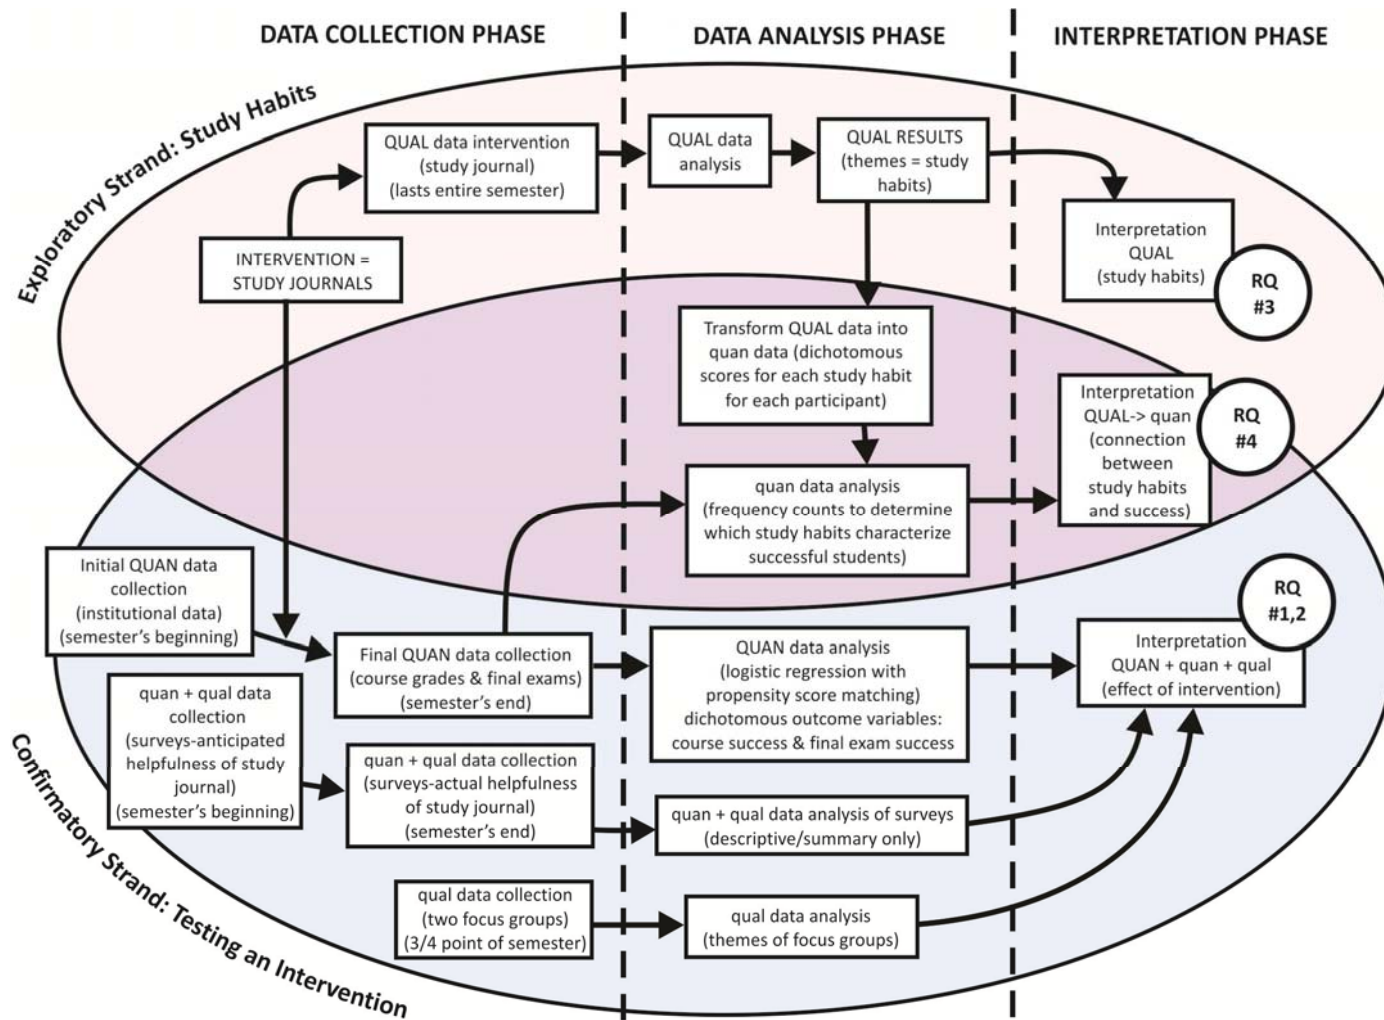 DATA COLLECTION PHASE
DATA ANALYSIS PHASE
INTERPRETATION PHASE
Exploratory Strand: Study Habits
QUAL data intervention
(study journal)
(lasts entire semester)
QUAL data
analysis
QUAL RESULTS
(themes = study
habits)
INTERVENTION =
STUDY JOURNALS
Interpretation
QUAL
(study habits)
RQ
#3
Transform QUAL data into
quan data (dichotomous
scores for each study habit
for each participant)
Interpretation
QUAL-> quan
(connection
between
study habits
and success)
RQ
#4
quan data analysis
(frequency counts to determine
which study habits characterize
successful students)
Initial QUAN data
collection
(institutional data)
(semester's beginning)
Final QUAN data collection
(course grades & final exams)
(semester's end)
QUAN data analysis
(logistic regression with
propensity score matching)
dichotomous outcome variables:
course success & final exam success
RQ
#1,2
Interpretation
QUAN + quan + qual
(effect of intervention)
quan + qual data
collection
(surveys-anticipated
helpfulness of study
journal)
(semester's beginning)
quan + qual data collection
(surveys-actual helpfulness
of study journal)
(semester's end)
quan + qual data analysis of surveys
(descriptive/summary only)
qual data collection
(two focus groups)
(3/4 point of semester)
qual data analysis
(themes of focus groups)
Confirmatory Strand: Testing an Intervention